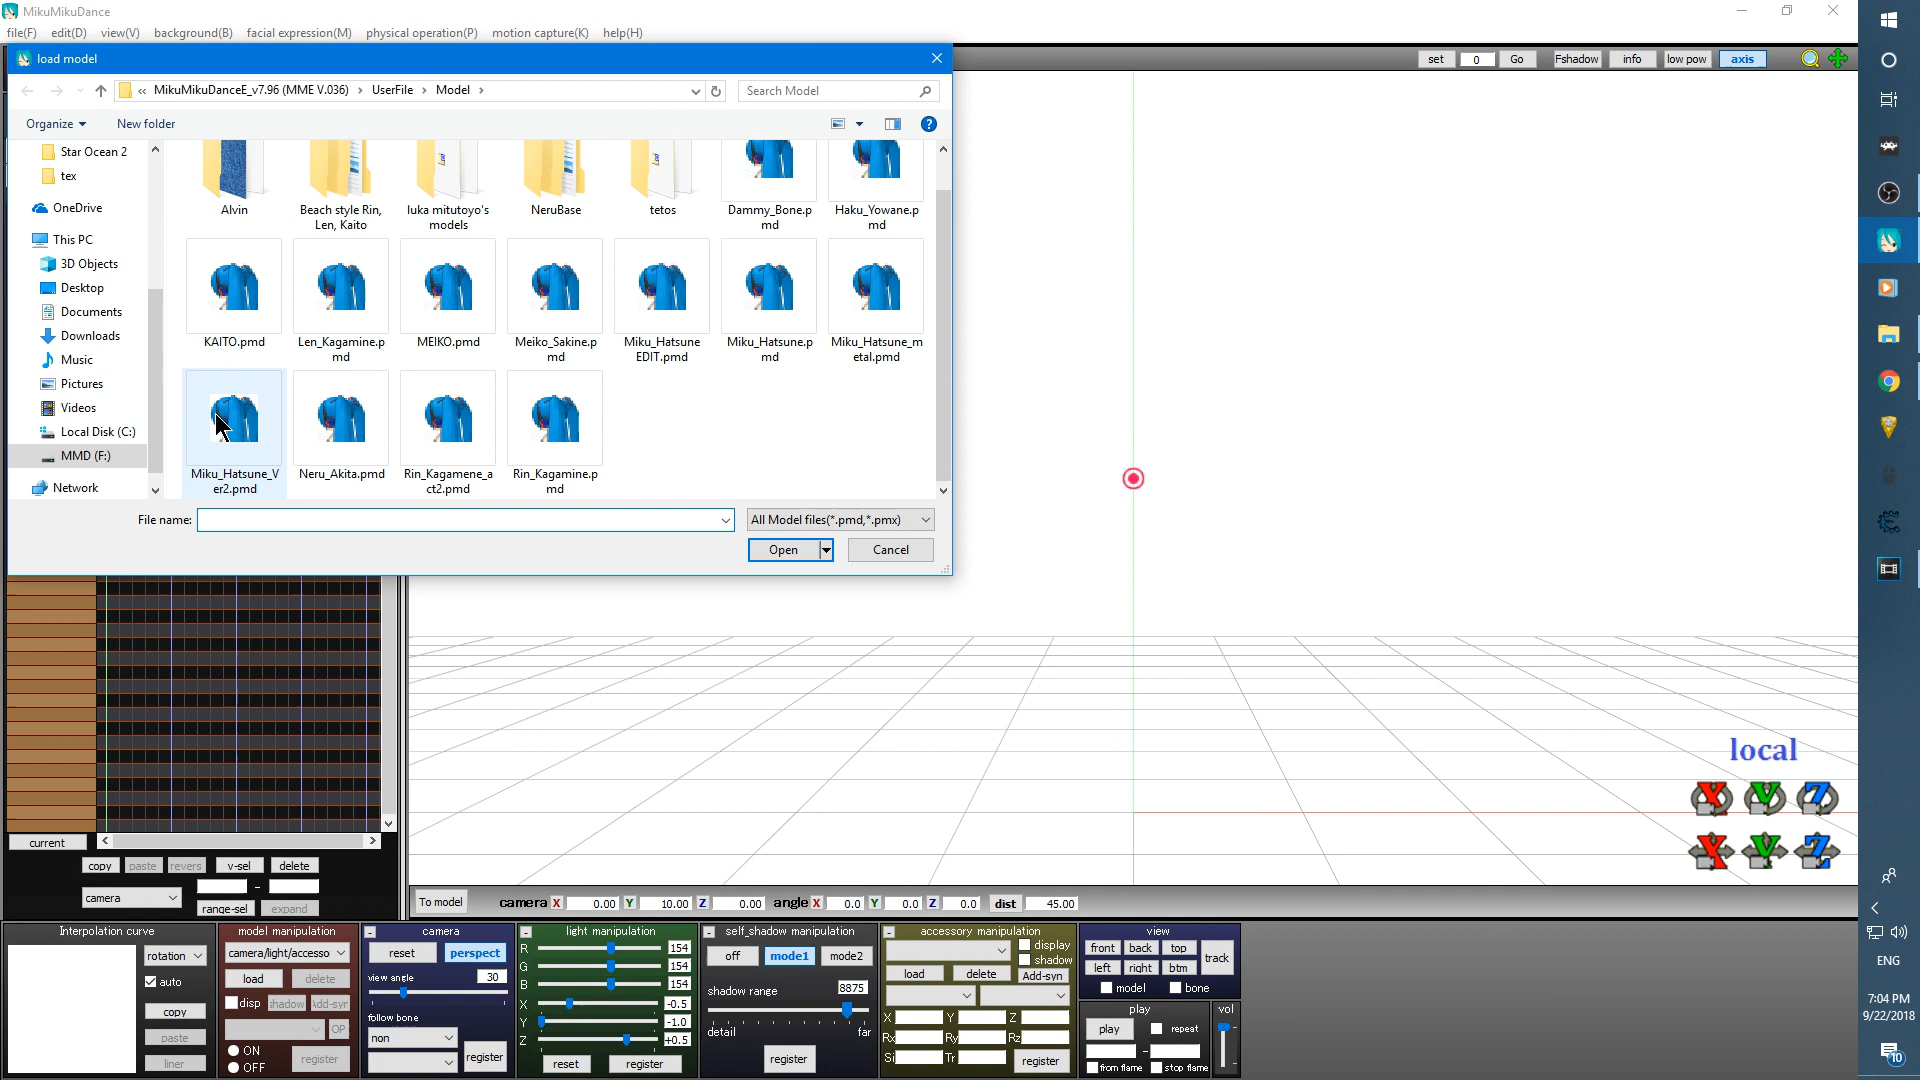 MikuMikuDance
file(F) edit(D) view(V) background(B) facial expression(M) physical operation(P) motion capture(K) help(H)
load model
set 0 Go Fshadow info low pow axis
« MikuMikuDanceE_v7.96 (MME V.036) › UserFile › Model ›
Search Model
Organize New folder
Star Ocean 2
tex
OneDrive
This PC
3D Objects
Desktop
Documents
Downloads
Music
Pictures
Videos
Local Disk (C:)
MMD (F:)
Network
Alvin
Beach style Rin,
Len, Kaito
luka mitutoyo's
models
NeruBase
tetos
Dammy_Bone.p
md
Haku_Yowane.p
md
KAITO.pmd
Len_Kagamine.p
md
MEIKO.pmd
Meiko_Sakine.p
md
Miku_Hatsune
EDIT.pmd
Miku_Hatsune.p
md
Miku_Hatsune_m
etal.pmd
Miku_Hatsune_V
er2.pmd
Neru_Akita.pmd
Rin_Kagamene_a
ct2.pmd
Rin_Kagamine.p
md
File name:
All Model files(*.pmd,*.pmx)
Open Cancel
local
X Y Z
X Y Z
current
copy paste revers v-sel delete
camera -
range-sel expand
To model camera X 0.00 Y 10.00 Z 0.00 angle X 0.0 Y 0.0 Z 0.0 dist 45.00
Interpolation curve
rotation
auto
copy
paste
liner
model manipulation
camera/light/accesso
load delete
disp shadow Add-syn
OP
ON
OFF
register
- camera
reset perspect
view angle 30
follow bone
non
register
- light manipulation
R 154
G 154
B 154
X -0.5
Y -1.0
Z +0.5
reset register
- self_shadow manipulation
off mode1 mode2
shadow range 8875
detail far
register
- accessory manipulation
display
shadow
load delete Add-syn
X Y Z
Rx Ry Rz
Si Tr register
view
front back top
left right btm
track
model bone
play
play repeat
-
from flame stop flame
vol
ENG
7:04 PM
9/22/2018
10